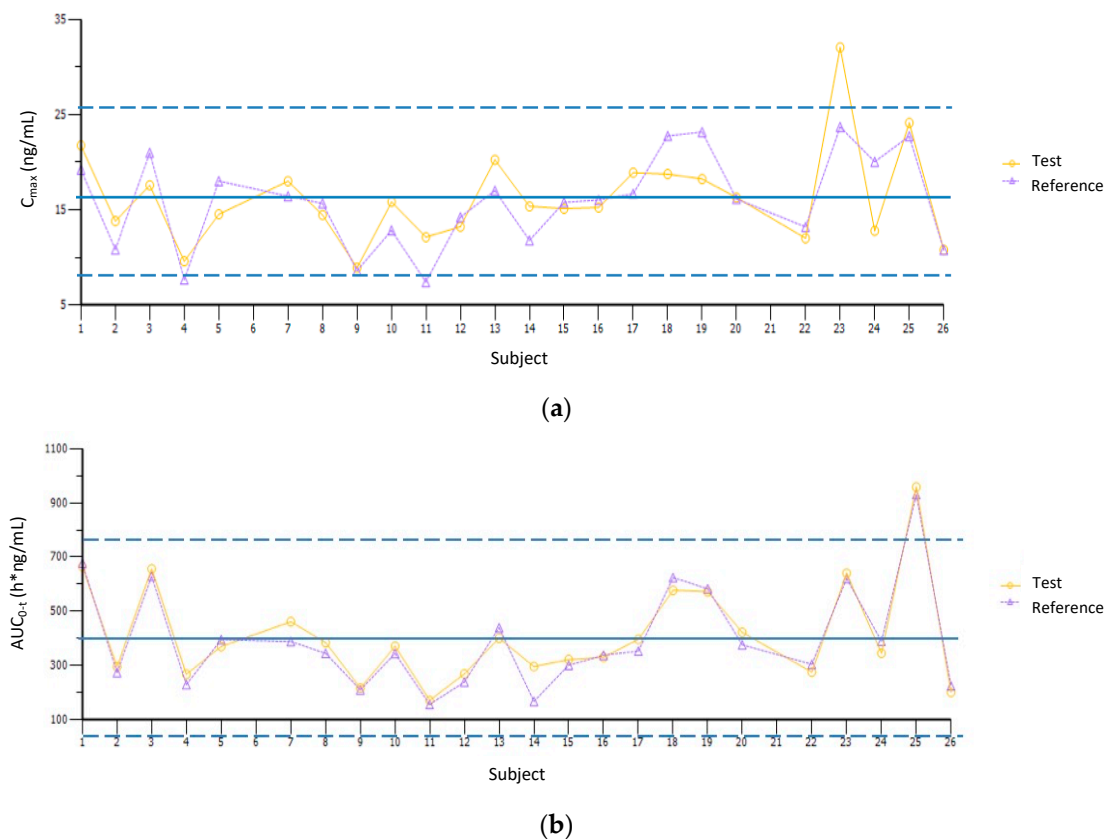 35
25
15
5
C_max (ng/mL)
1 2 3 4 5 6 7 8 9 10 11 12 13 14 15 16 17 18 19 20 21 22 23 24 25 26
Subject
Test
Reference
(a)
1100
900
700
500
300
100
AUC_0-t (h*ng/mL)
1 2 3 4 5 6 7 8 9 10 11 12 13 14 15 16 17 18 19 20 21 22 23 24 25 26
Subject
Test
Reference
(b)